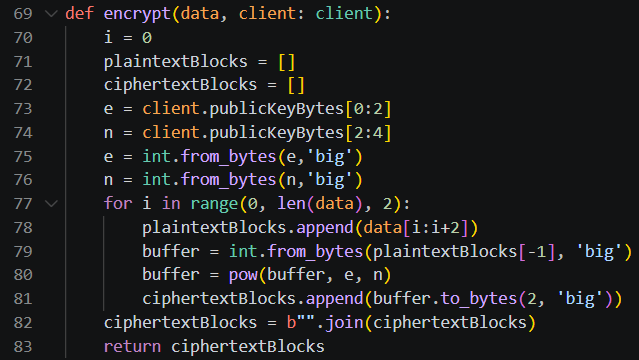 69 def encrypt(data, client: client):
70     i = 0
71     plaintextBlocks = []
72     ciphertextBlocks = []
73     e = client.publicKeyBytes[0:2]
74     n = client.publicKeyBytes[2:4]
75     e = int.from_bytes(e,'big')
76     n = int.from_bytes(n,'big')
77     for i in range(0, len(data), 2):
78         plaintextBlocks.append(data[i:i+2])
79         buffer = int.from_bytes(plaintextBlocks[-1], 'big')
80         buffer = pow(buffer, e, n)
81         ciphertextBlocks.append(buffer.to_bytes(2, 'big'))
82     ciphertextBlocks = b"".join(ciphertextBlocks)
83     return ciphertextBlocks